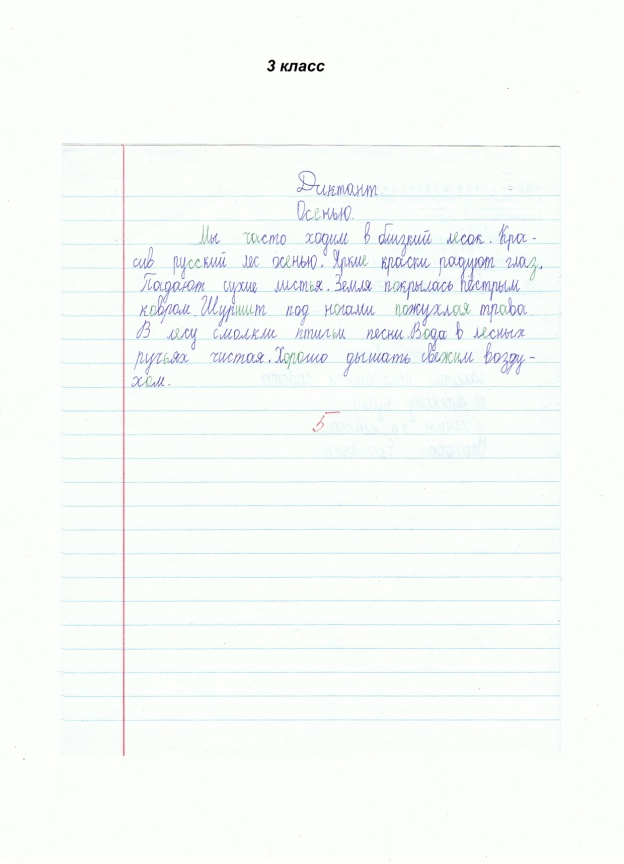 3 класс
Диктант.
Осенью.
Мы часто ходим в близкий лесок. Кра-
сив русский лес осенью. Яркие краски радуют глаз.
Падают сухие листья. Земля покрылась пёстрым
ковром. Шуршит под ногами пожухлая трава.
В лесу смолкли птичьи песни. Вода в лесных
ручьях чистая. Хорошо дышать свежим возду-
хом.
5